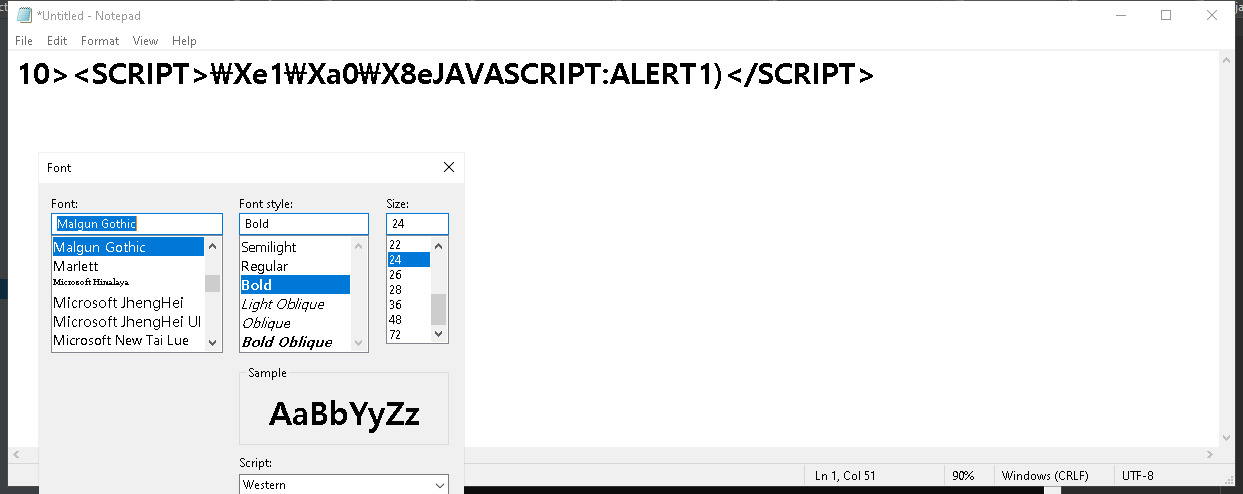 *Untitled - Notepad
File Edit Format View Help
10><SCRIPT>₩Xe1₩Xa0₩X8eJAVASCRIPT:ALERT1)</SCRIPT>
Font
Font: Font style: Size:
Malgun Gothic Bold 24
Malgun Gothic Semilight 22
Marlett Regular 24
Microsoft Himalaya Bold 26
Microsoft JhengHei Light Oblique 28
Microsoft JhengHei UI Oblique 36
Microsoft New Tai Lue Bold Oblique 48
72
Sample
AaBbYyZz
Script:
Western
Ln 1, Col 51 90% Windows (CRLF) UTF-8